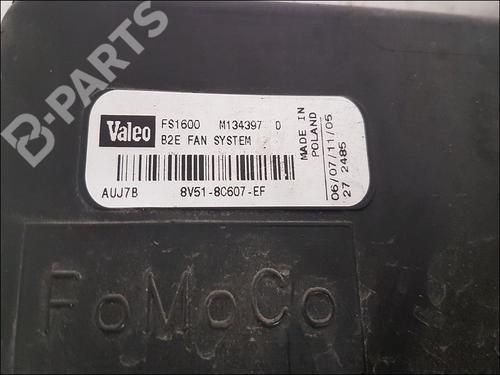 B-PARTS
Valeo FS1600 M134397 D
B2E FAN SYSTEM
AUJ7B 8V51-8C607-EF
MADE IN
POLAND
06/07/11/05
27 2485
FoMoCo